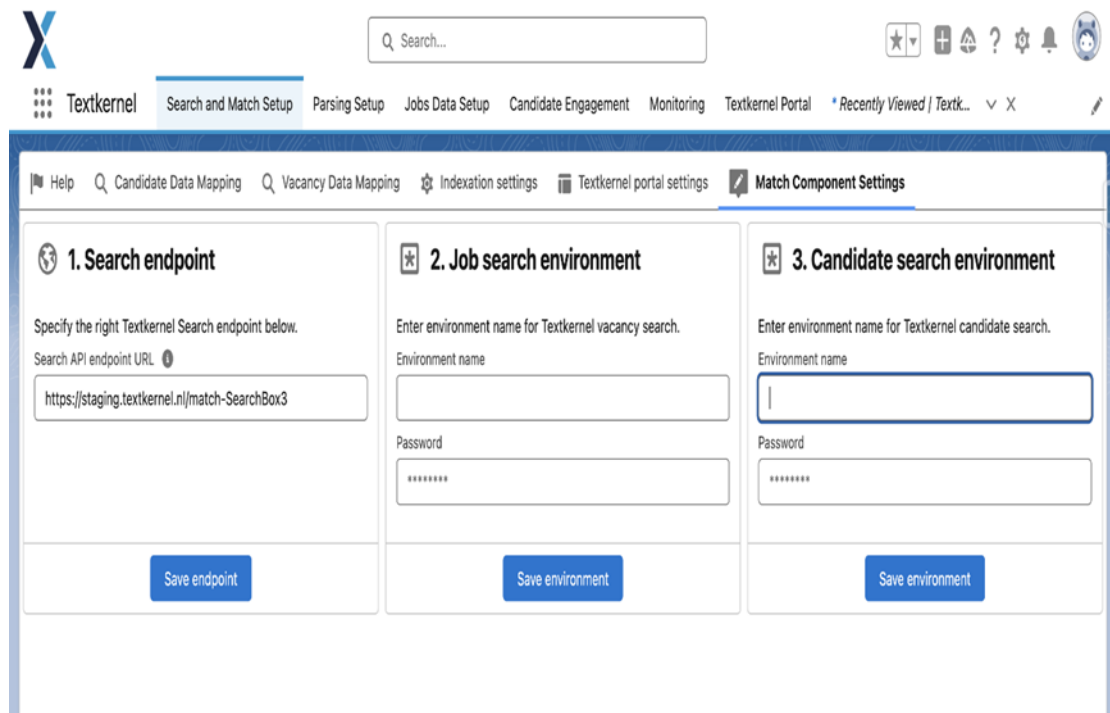 Search...
Textkernel Search and Match Setup Parsing Setup Jobs Data Setup Candidate Engagement Monitoring Textkernel Portal * Recently Viewed | Textk...
Help Candidate Data Mapping Vacancy Data Mapping Indexation settings Textkernel portal settings Match Component Settings
1. Search endpoint
Specify the right Textkernel Search endpoint below.
Search API endpoint URL
https://staging.textkernel.nl/match-SearchBox3
Save endpoint
2. Job search environment
Enter environment name for Textkernel vacancy search.
Environment name
Password
********
Save environment
3. Candidate search environment
Enter environment name for Textkernel candidate search.
Environment name
Password
********
Save environment